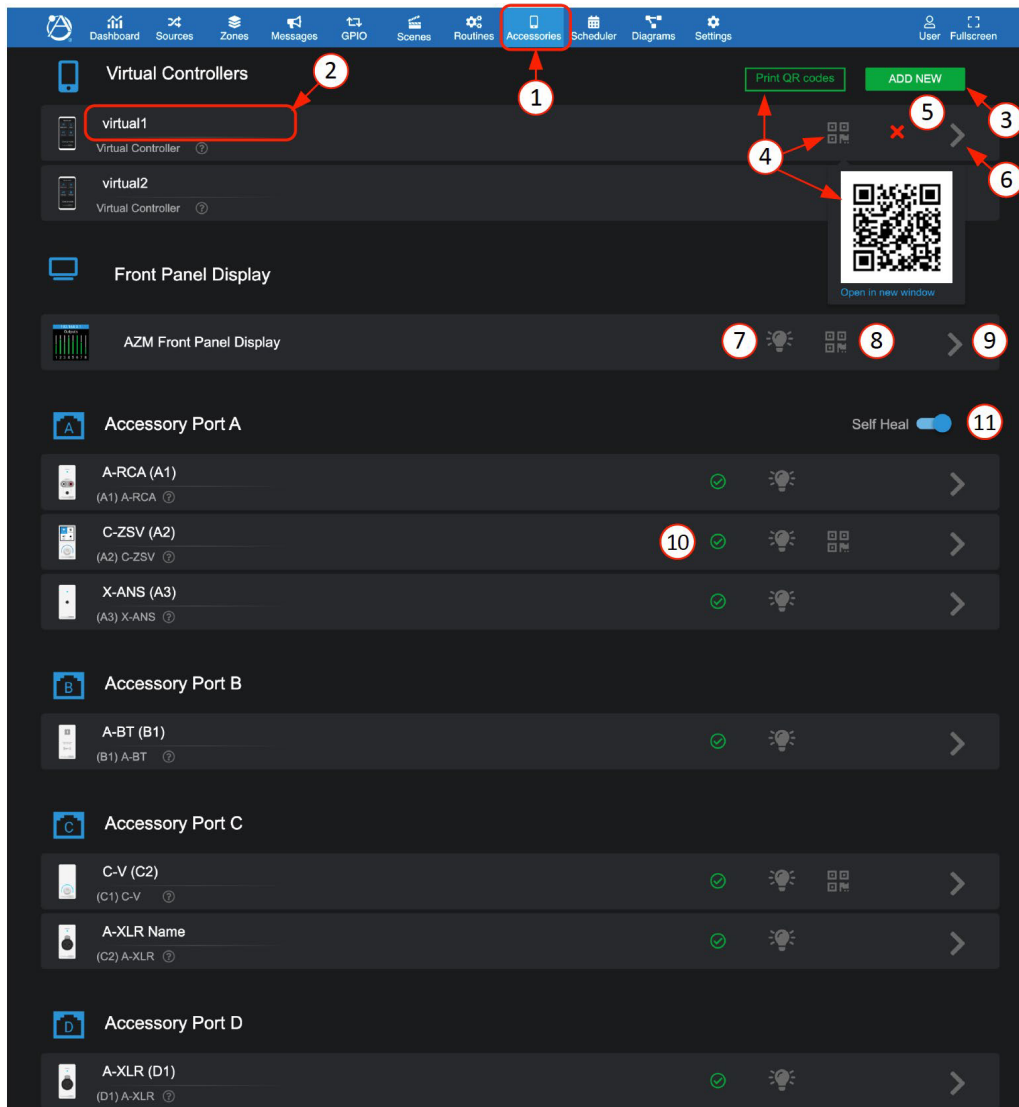 Dashboard Sources Zones Messages GPIO Scenes Routines Accessories Scheduler Diagrams Settings User Fullscreen
Virtual Controllers
2
1
Print QR codes
ADD NEW
3
virtual1
Virtual Controller ?
4
5
6
virtual2
Virtual Controller ?
Open in new window
Front Panel Display
AZM Front Panel Display
7
8
9
A
Accessory Port A
Self Heal
11
A-RCA (A1)
(A1) A-RCA ?
C-ZSV (A2)
(A2) C-ZSV ?
10
X-ANS (A3)
(A3) X-ANS ?
B
Accessory Port B
A-BT (B1)
(B1) A-BT ?
C
Accessory Port C
C-V (C2)
(C1) C-V ?
A-XLR Name
(C2) A-XLR ?
D
Accessory Port D
A-XLR (D1)
(D1) A-XLR ?